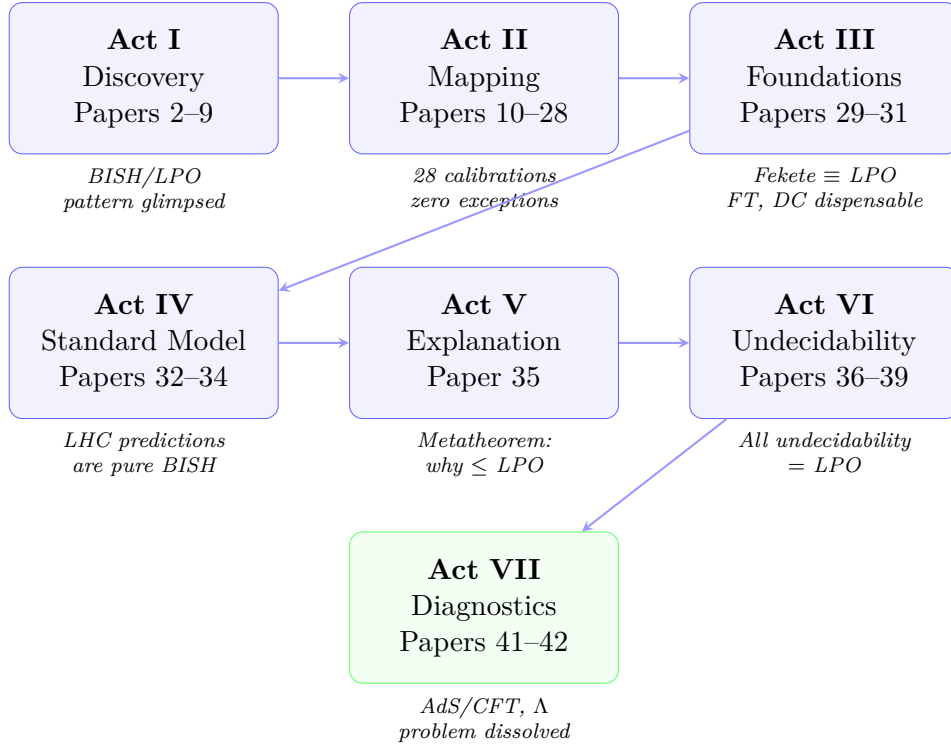 Act I
Discovery
Papers 2–9
BISH/LPO
pattern glimpsed
Act II
Mapping
Papers 10–28
28 calibrations
zero exceptions
Act III
Foundations
Papers 29–31
Fekete ≡ LPO
FT, DC dispensable
Act IV
Standard Model
Papers 32–34
LHC predictions
are pure BISH
Act V
Explanation
Paper 35
Metatheorem:
why ≤ LPO
Act VI
Undecidability
Papers 36–39
All undecidability
= LPO
Act VII
Diagnostics
Papers 41–42
AdS/CFT, Λ
problem dissolved